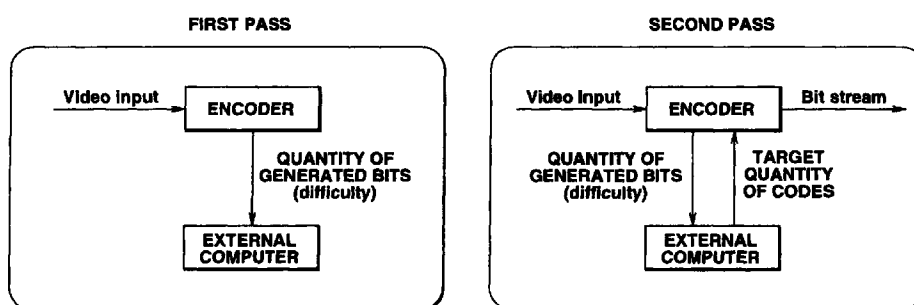 FIRST PASS
Video input
ENCODER
QUANTITY OF
GENERATED BITS
(difficulty)
EXTERNAL
COMPUTER
SECOND PASS
Video Input
ENCODER
Bit stream
QUANTITY OF
GENERATED BITS
(difficulty)
TARGET
QUANTITY
OF CODES
EXTERNAL
COMPUTER